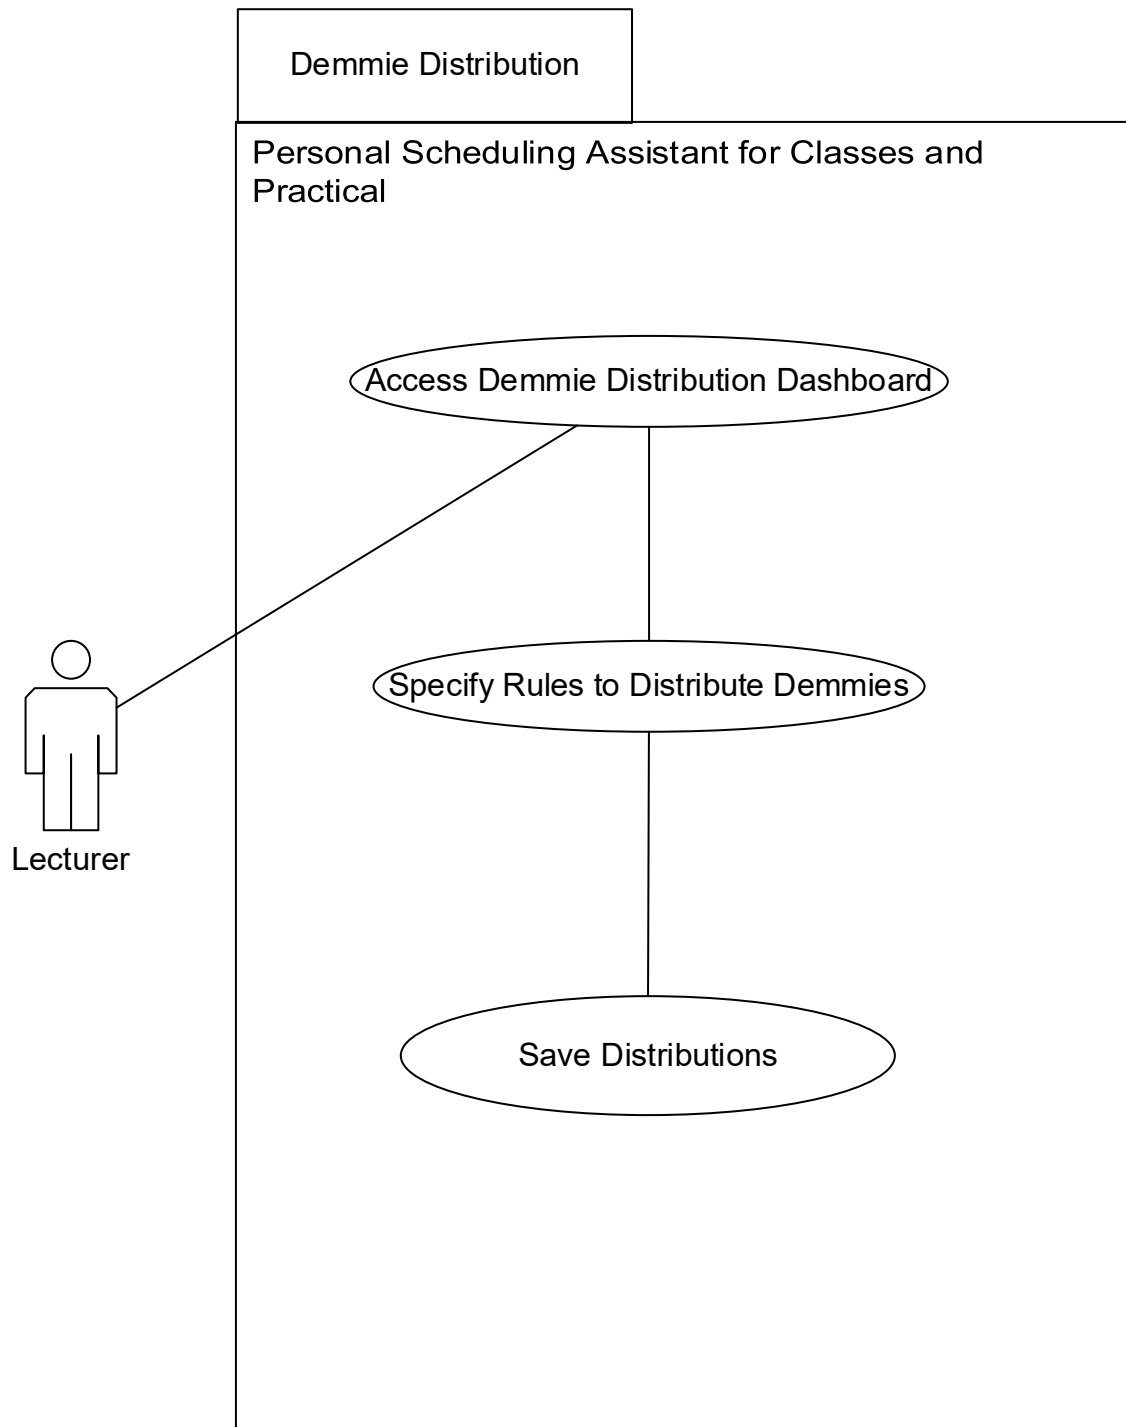 Demmie Distribution
Personal Scheduling Assistant for Classes and
Practical
Access Demmie Distribution Dashboard
Specify Rules to Distribute Demmies
Lecturer
Save Distributions